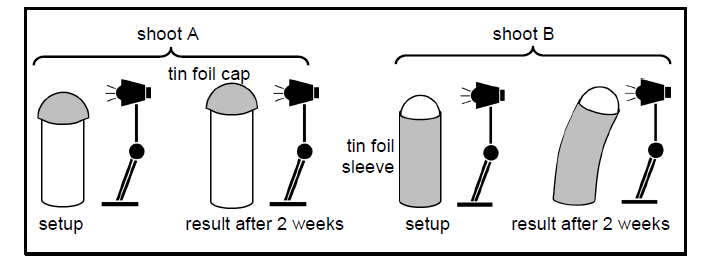 shoot A
shoot B
tin foil cap
tin foil
sleeve
setup
result after 2 weeks
setup
result after 2 weeks